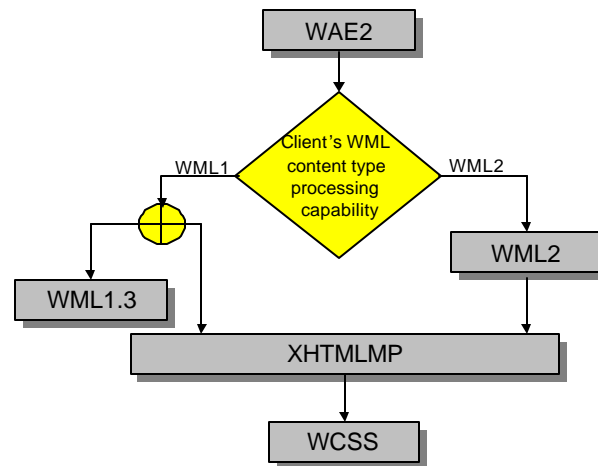 WAE2
Client's WML
content type
processing
capability
WML1
WML2
WML2
WML1.3
XHTMLMP
WCSS